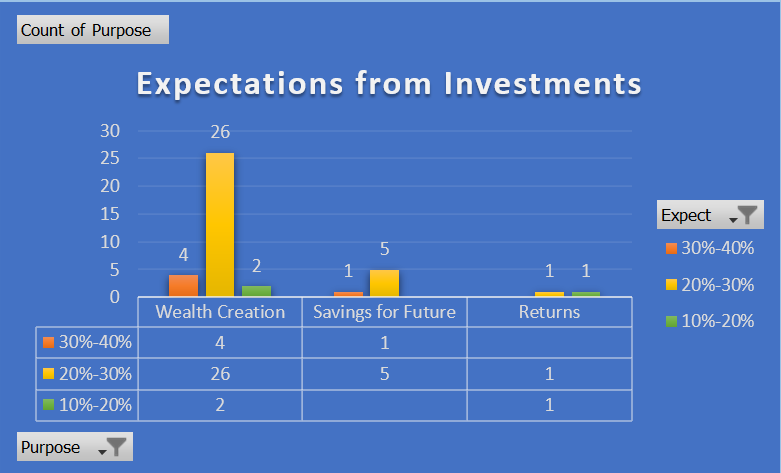 Count of Purpose
Expectations from Investments
30
25
20
15
10
5
0
4
26
2
1
5
1
1
Wealth Creation Savings for Future Returns
30%-40% 4 1
20%-30% 26 5 1
10%-20% 2 1
Expect
30%-40%
20%-30%
10%-20%
Purpose